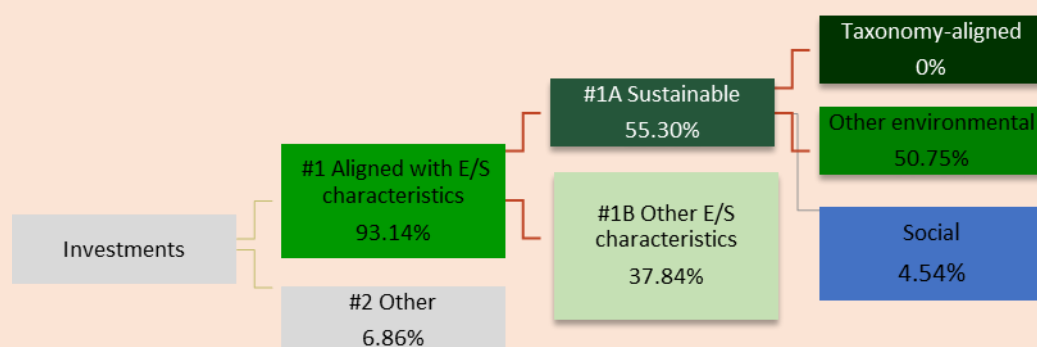 Investments
#1 Aligned with E/S
characteristics
93.14%
#2 Other
6.86%
#1A Sustainable
55.30%
#1B Other E/S
characteristics
37.84%
Taxonomy-aligned
0%
Other environmental
50.75%
Social
4.54%